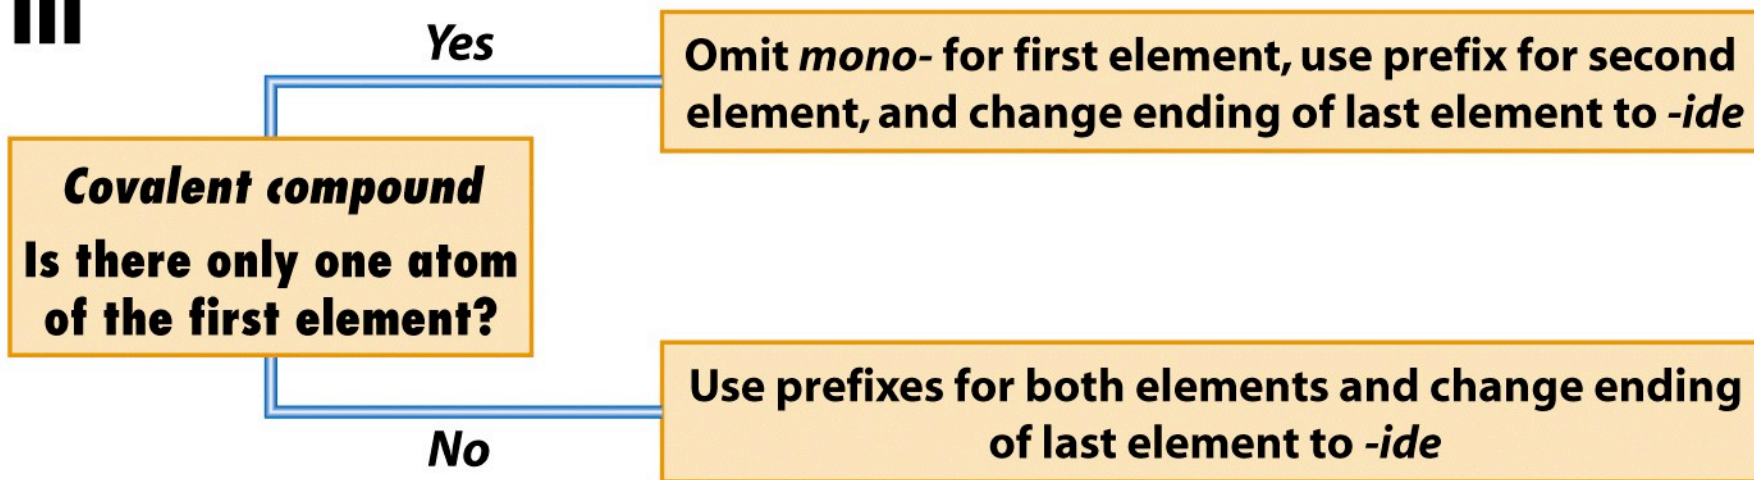 III
Yes
Omit mono- for first element, use prefix for second
element, and change ending of last element to -ide
Covalent compound
Is there only one atom
of the first element?
Use prefixes for both elements and change ending
of last element to -ide
No